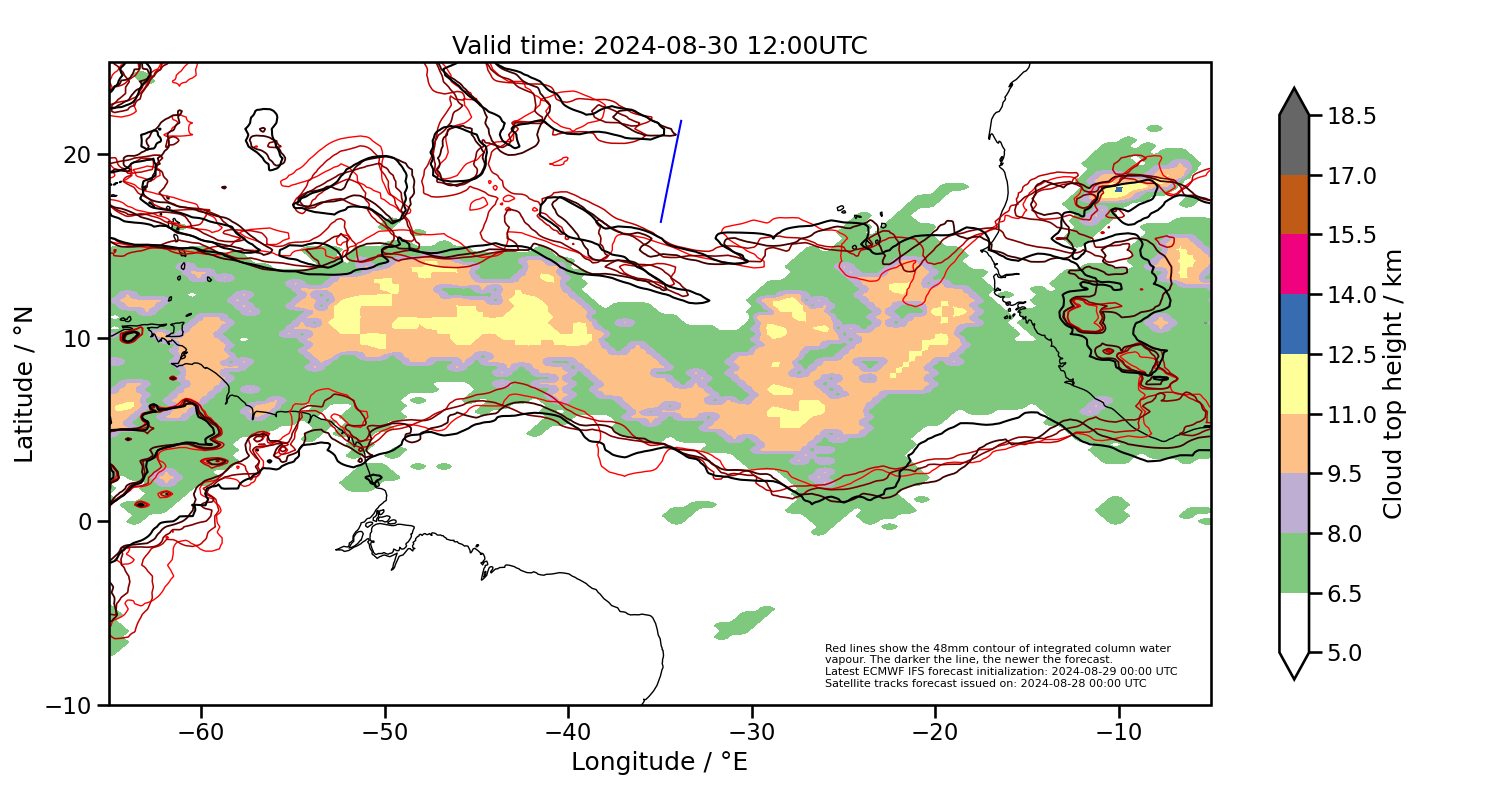 Valid time: 2024-08-30 12:00UTC
20
10
0
−10
−60
−50
−40
−30
−20
−10
Longitude / °E
Latitude / °N
Red lines show the 48mm contour of integrated column water
vapour. The darker the line, the newer the forecast.
Latest ECMWF IFS forecast initialization: 2024-08-29 00:00 UTC
Satellite tracks forecast issued on: 2024-08-28 00:00 UTC
18.5
17.0
15.5
14.0
12.5
11.0
9.5
8.0
6.5
5.0
Cloud top height / km